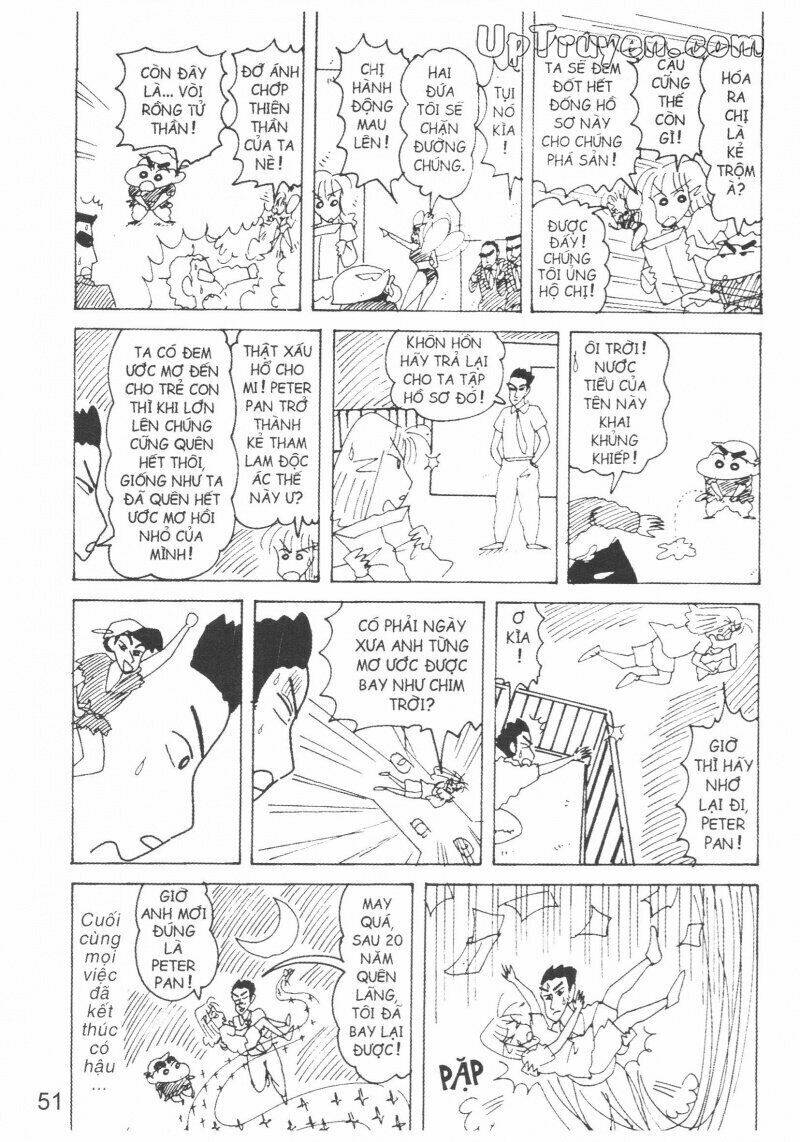 UpTruyen.com
HÓA
RA CHỊ
LÀ
KẺ
TRỘM
À?
CẬU
CŨNG
THẾ
CÒN
GÌ!
TA SẼ ĐEM
ĐỐT HẾT
ĐỐNG HỒ
SƠ NÀY
CHO CHÚNG
PHÁ SẢN!
ĐƯỢC
ĐẤY!
CHÚNG
TÔI ỦNG
HỘ CHỊ!
TỤI
NÓ
KÌA!
HAI
ĐỨA
TÔI SẼ
CHẶN
ĐƯỜNG
CHÚNG.
CHỊ
HÀNH
ĐỘNG
MAU
LÊN!
ĐỠ ÁNH
CHỚP
THIÊN
THẦN
CỦA TA
NÈ!
CÒN ĐÂY
LÀ... VÒI
RỒNG TỬ
THẦN!
ÔI TRỜI!
NƯỚC
TIỂU CỦA
TÊN NÀY
KHAI
KHỦNG
KHIẾP!
KHÔN HỒN
HÃY TRẢ LẠI
CHO TA TẬP
HỒ SƠ ĐÓ!
THẬT XẤU
HỔ CHO
MI! PETER
PAN TRỞ
THÀNH
KẺ THAM
LAM ĐỘC
ÁC THẾ
NÀY Ư?
TA CÓ ĐEM
ƯỚC MƠ ĐẾN
CHO TRẺ CON
THÌ KHI LỚN
LÊN CHÚNG
CŨNG QUÊN
HẾT THÔI,
GIỐNG NHƯ TA
ĐÃ QUÊN HẾT
ƯỚC MƠ HỒI
NHỎ CỦA
MÌNH!
Ơ
KÌA!
GIỜ
THÌ HÃY
NHỚ
LẠI ĐI,
PETER
PAN!
CÓ PHẢI NGÀY
XƯA ANH TỪNG
MƠ ƯỚC ĐƯỢC
BAY NHƯ CHIM
TRỜI?
PẶP
MAY
QUÁ,
SAU 20
NĂM
QUÊN
LÃNG,
TÔI ĐÃ
BAY LẠI
ĐƯỢC!
GIỜ
ANH MỚI
ĐÚNG
LÀ
PETER
PAN!
Cuối
cùng
mọi
việc
đã
kết
thúc
có
hậu
...
51